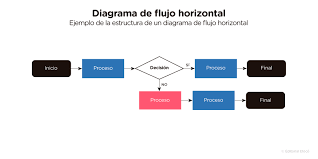 Diagrama de flujo horizontal
Ejemplo de la estructura de un diagrama de flujo horizontal
Inicio
Proceso
Decisión
SÍ
Proceso
Final
NO
Proceso
Proceso
Final